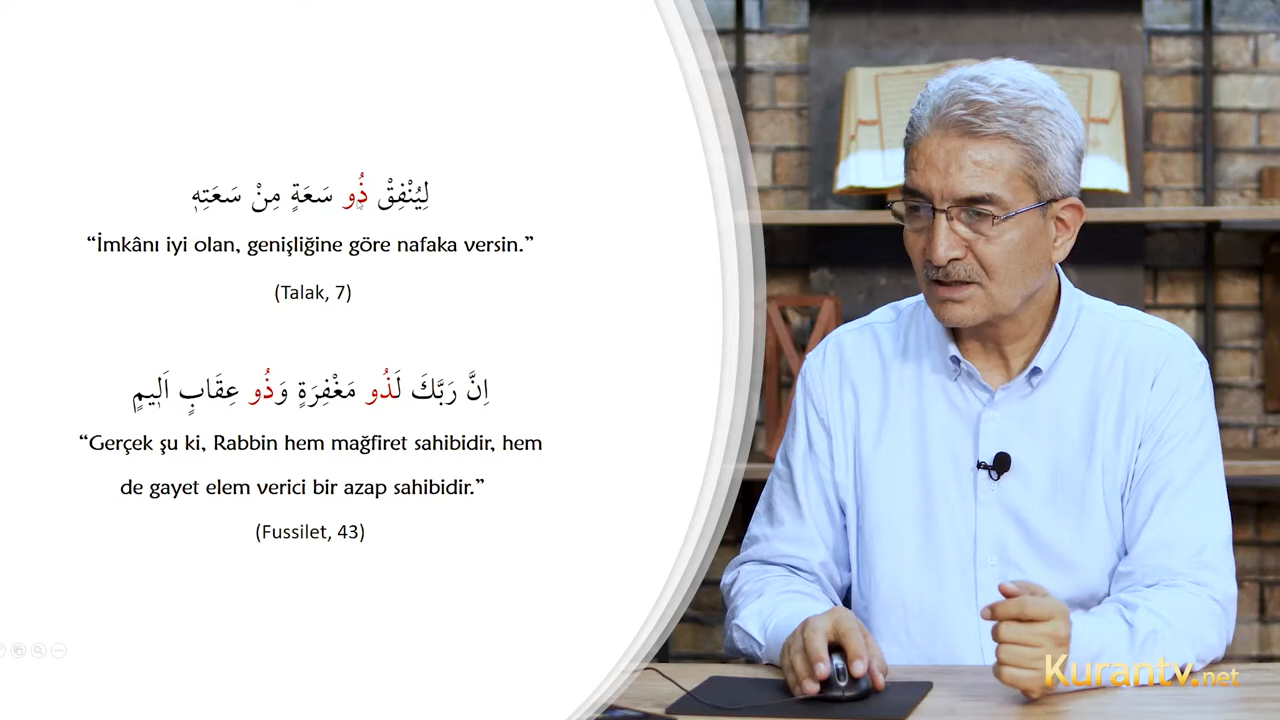 لِيُنْفِقْ ذُو سَعَةٍ مِنْ سَعَتِهٖ
“İmkânı iyi olan, genişliğine göre nafaka versin.”
(Talak, 7)
اِنَّ رَبَّكَ لَذُو مَغْفِرَةٍ وَذُو عِقَابٍ اَلٖيمٍ
“Gerçek şu ki, Rabbin hem mağfiret sahibidir, hem
de gayet elem verici bir azap sahibidir.”
(Fussilet, 43)
Kurantv.net